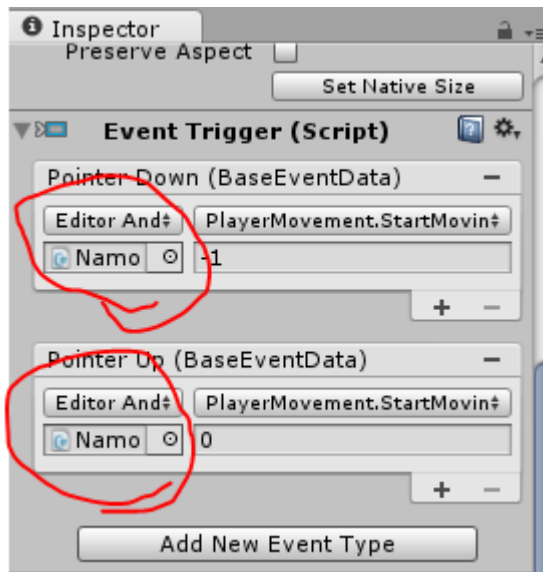 Inspector
Preserve Aspect
Set Native Size
Event Trigger (Script)
Pointer Down (BaseEventData)
Editor And PlayerMovement.StartMovin
Namo -1
+ −
Pointer Up (BaseEventData)
Editor And PlayerMovement.StartMovin
Namo 0
+ −
Add New Event Type